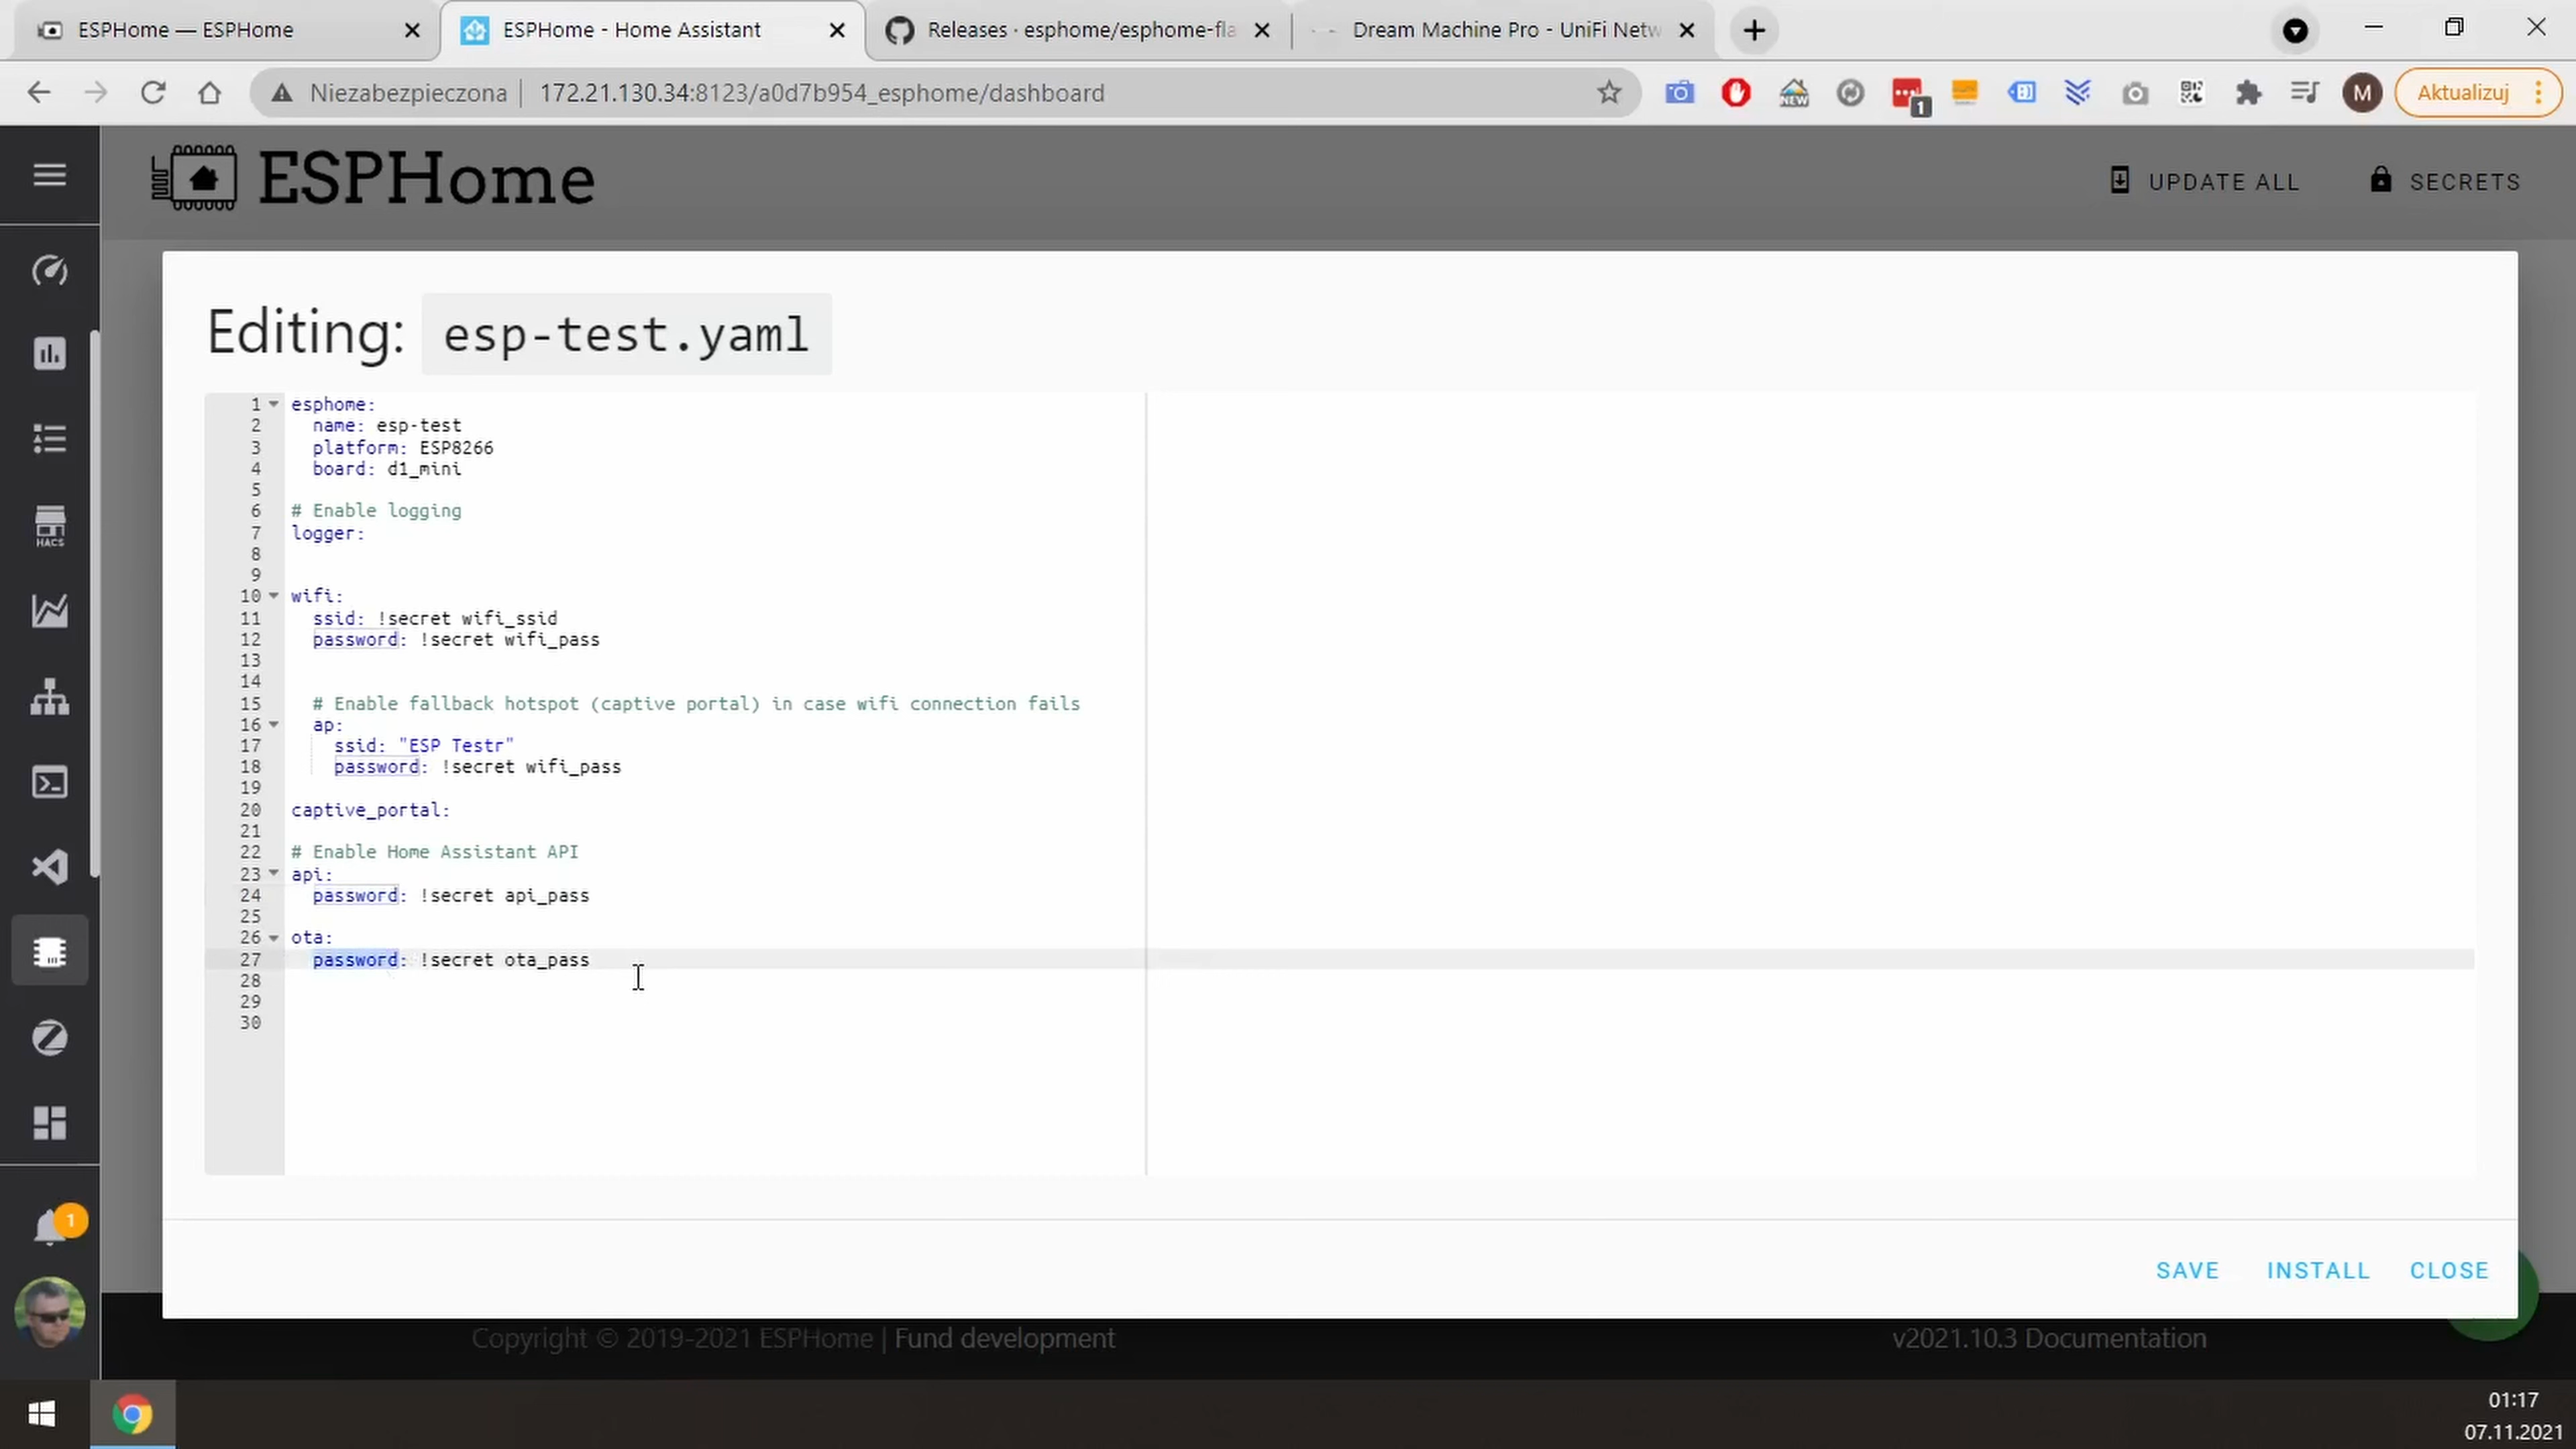 ESPHome — ESPHome
ESPHome - Home Assistant
Releases · esphome/esphome-fla
Dream Machine Pro - UniFi Netw
Niezabezpieczona
172.21.130.34:8123/a0d7b954_esphome/dashboard
NEW
1
M
Aktualizuj
ESPHome
UPDATE ALL
SECRETS
HACS
Editing: esp-test.yaml
1 esphome:
2 name: esp-test
3 platform: ESP8266
4 board: d1_mini
5
6 # Enable logging
7 logger:
8
9
10 wifi:
11 ssid: !secret wifi_ssid
12 password: !secret wifi_pass
13
14
15 # Enable fallback hotspot (captive portal) in case wifi connection fails
16 ap:
17 ssid: "ESP Testr"
18 password: !secret wifi_pass
19
20 captive_portal:
21
22 # Enable Home Assistant API
23 api:
24 password: !secret api_pass
25
26 ota:
27 password: !secret ota_pass
28
29
30
1
SAVE
INSTALL
CLOSE
Copyright © 2019-2021 ESPHome | Fund development
v2021.10.3 Documentation
01:17
07.11.2021